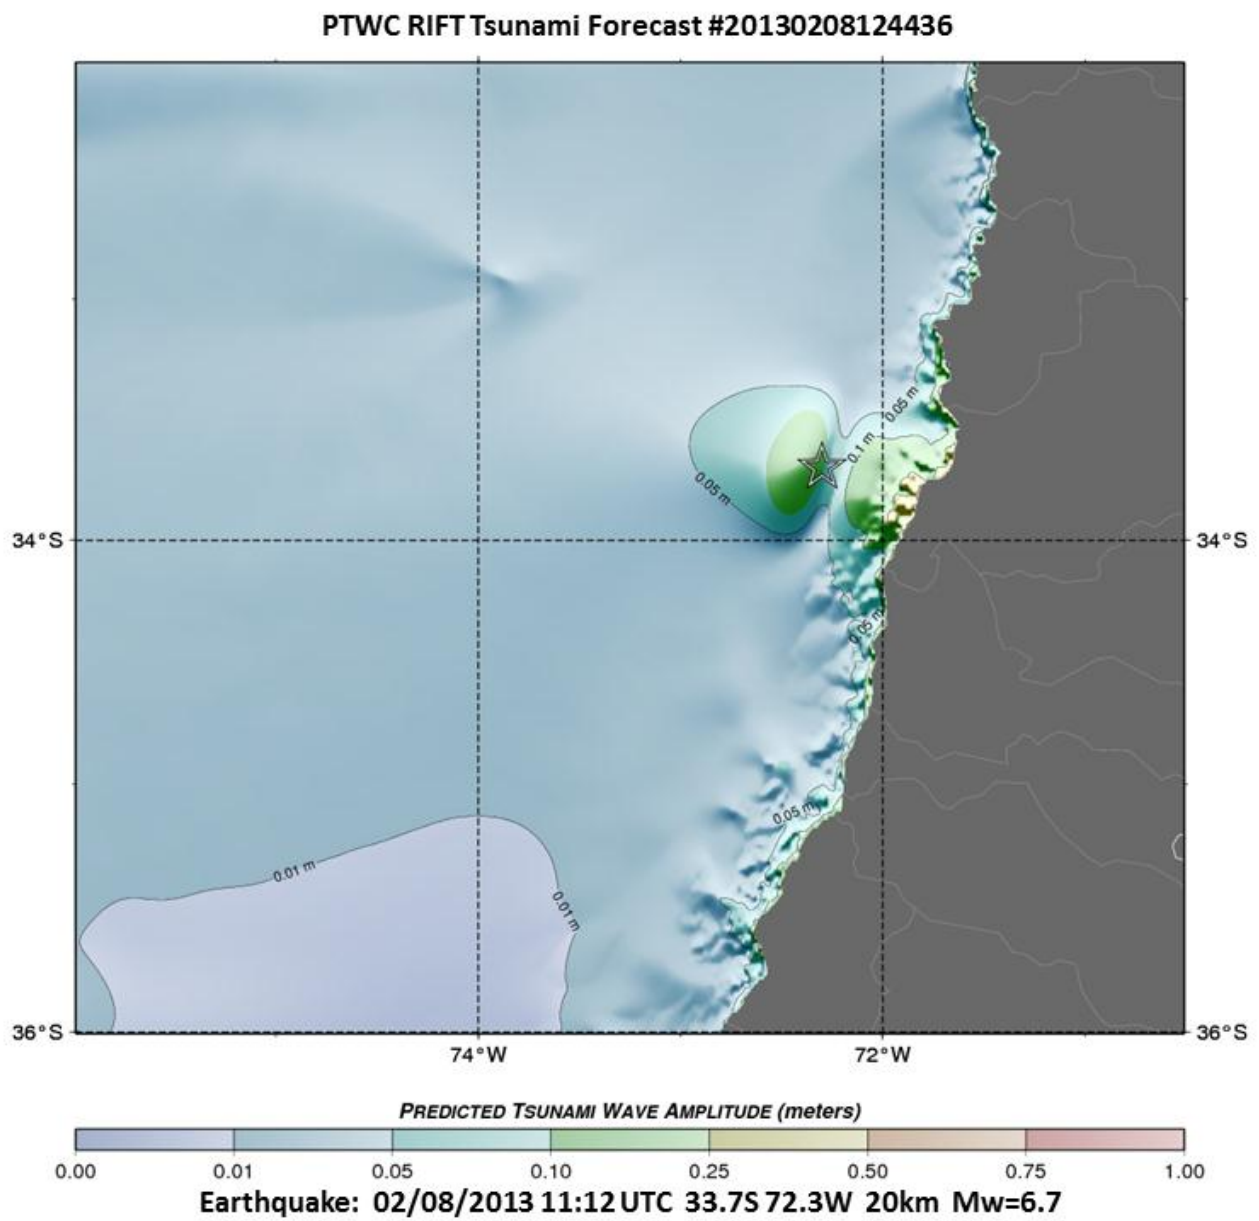 PTWC RIFT Tsunami Forecast #20130208124436
0.05 m
0.1 m
0.05 m
34°S 34°S
0.05 m
0.05 m
0.01 m
0.01 m
36°S 36°S
74°W 72°W
PREDICTED TSUNAMI WAVE AMPLITUDE (meters)
0.00 0.01 0.05 0.10 0.25 0.50 0.75 1.00
Earthquake: 02/08/2013 11:12 UTC 33.7S 72.3W 20km Mw=6.7